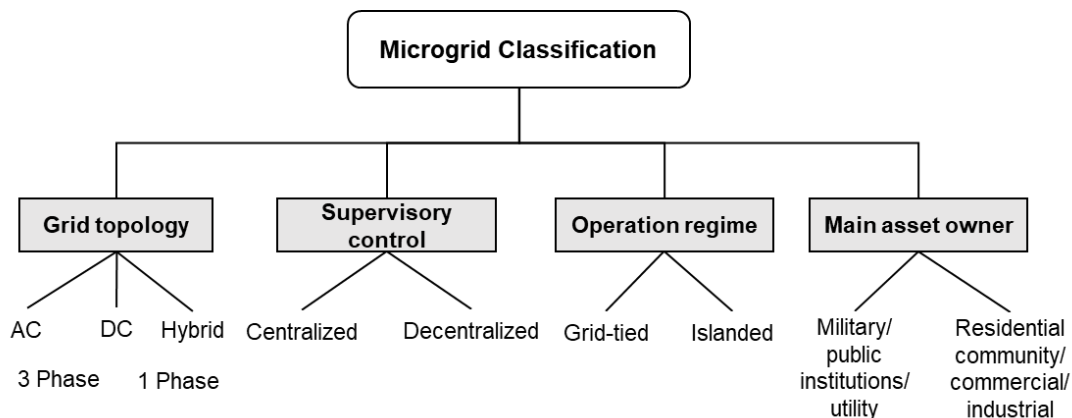 Microgrid Classification
Grid topology
Supervisory
control
Operation regime
Main asset owner
AC
DC
Hybrid
3 Phase
1 Phase
Centralized
Decentralized
Grid-tied
Islanded
Military/
public
institutions/
utility
Residential
community/
commercial/
industrial